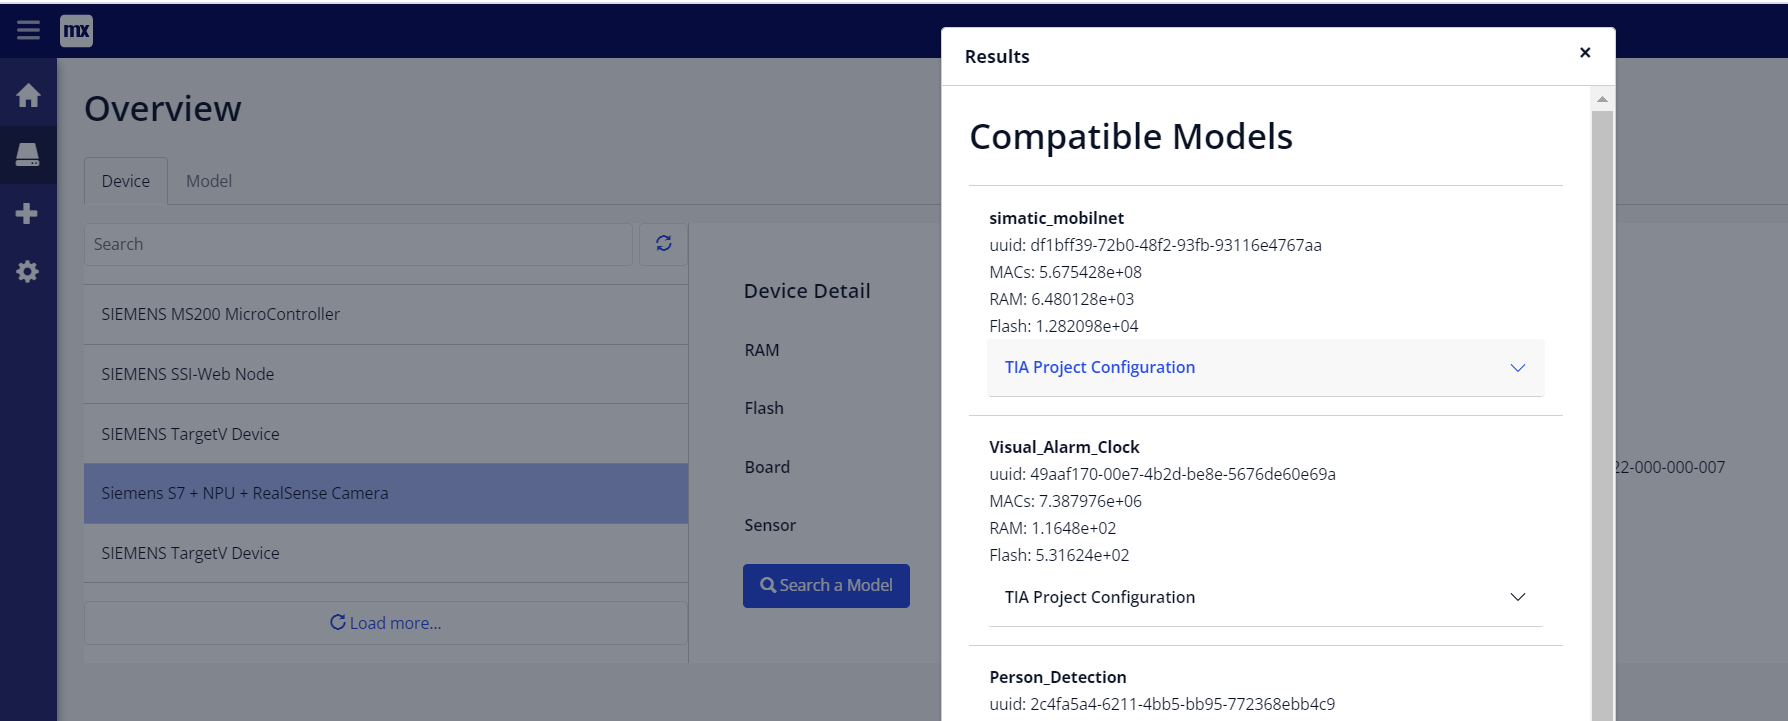 mx
Overview
Device
Model
Search
SIEMENS MS200 MicroController
SIEMENS SSI-Web Node
SIEMENS TargetV Device
Siemens S7 + NPU + RealSense Camera
SIEMENS TargetV Device
Load more...
Device Detail
RAM
Flash
Board
22-000-000-007
Sensor
Search a Model
Results
×
Compatible Models
simatic_mobilnet
uuid: df1bff39-72b0-48f2-93fb-93116e4767aa
MACs: 5.675428e+08
RAM: 6.480128e+03
Flash: 1.282098e+04
TIA Project Configuration
Visual_Alarm_Clock
uuid: 49aaf170-00e7-4b2d-be8e-5676de60e69a
MACs: 7.387976e+06
RAM: 1.1648e+02
Flash: 5.31624e+02
TIA Project Configuration
Person_Detection
uuid: 2c4fa5a4-6211-4bb5-bb95-772368ebb4c9